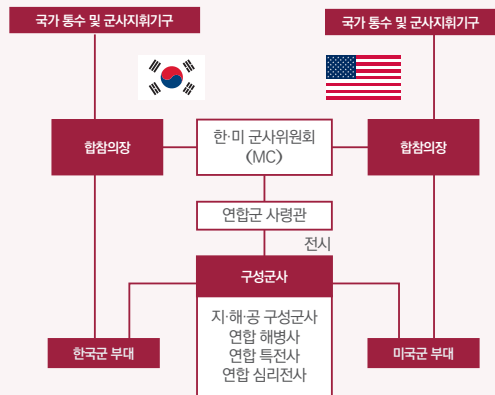 국가 통수 및 군사지휘기구
국가 통수 및 군사지휘기구
합참의장
한·미 군사위원회
(MC)
합참의장
연합군 사령관
전시
구성군사
지·해·공 구성군사
연합 해병사
연합 특전사
연합 심리전사
한국군 부대
미국군 부대